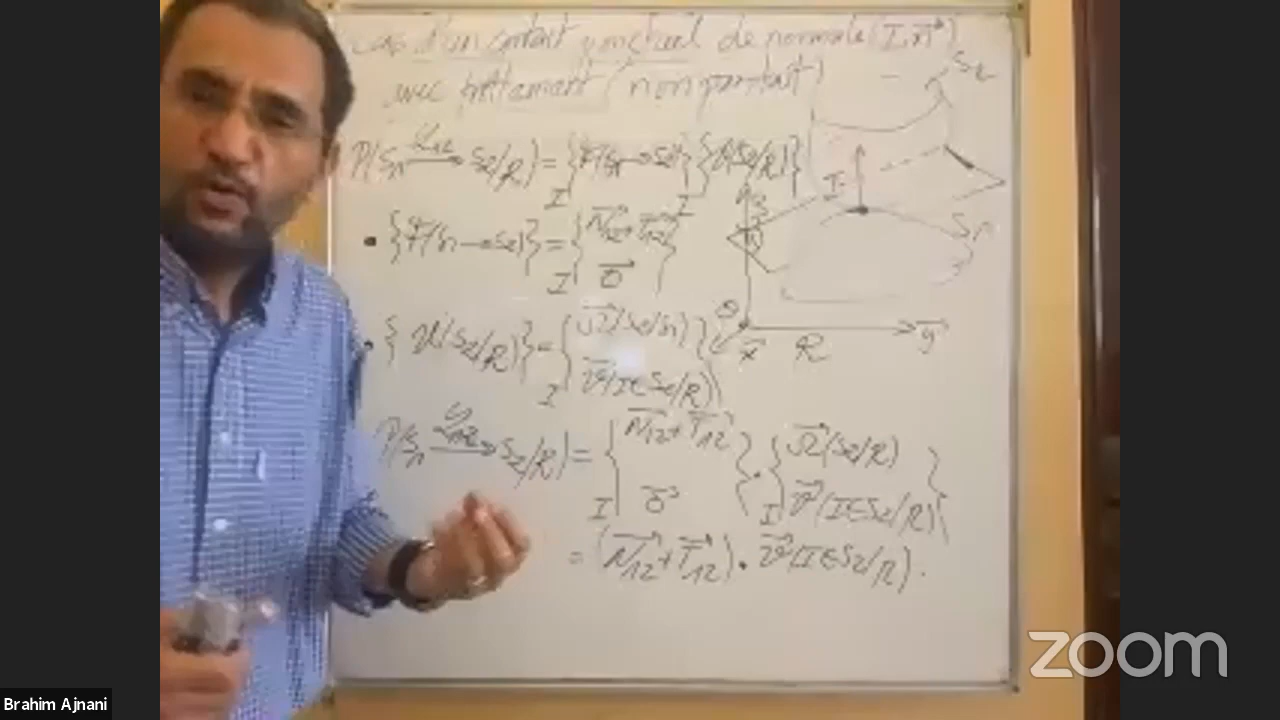 cas d'un contact ponctuel de normale (I, n→)
avec frottement (non parfait)
P(S1 → S2/R) = {F(S1→S2)} {V(S2/R)}
I I
• {F(S1→S2)} = { N12→ + T12→
I 0→ }
• {V(S2/R)} = { Ω→(S2/S1)
I V→(I∈S2/R) }
P(S1 → S2/R) = { N12→ + T12→ } • { Ω→(S2/R) }
I 0→ I V→(I∈S2/R)
= (N12→ + T12→) • V→(I∈S2/R).
S2
I
S1
O
x→ R y→
zoom
Brahim Ajnani